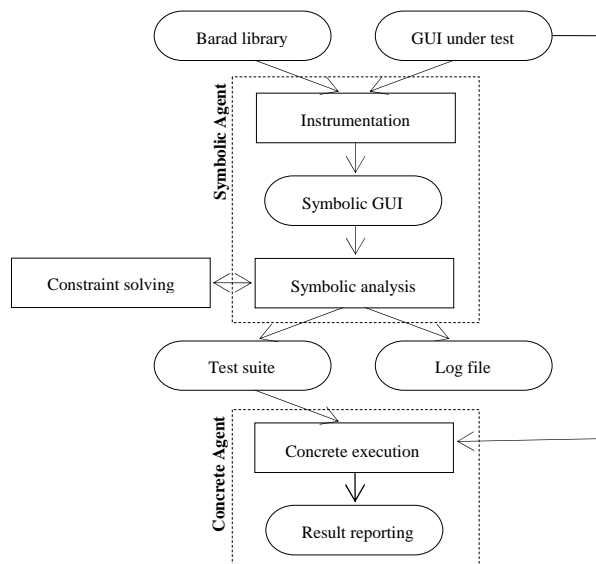 Barad library
GUI under test
Symbolic Agent
Instrumentation
Symbolic GUI
Constraint solving
Symbolic analysis
Test suite
Log file
Concrete Agent
Concrete execution
Result reporting